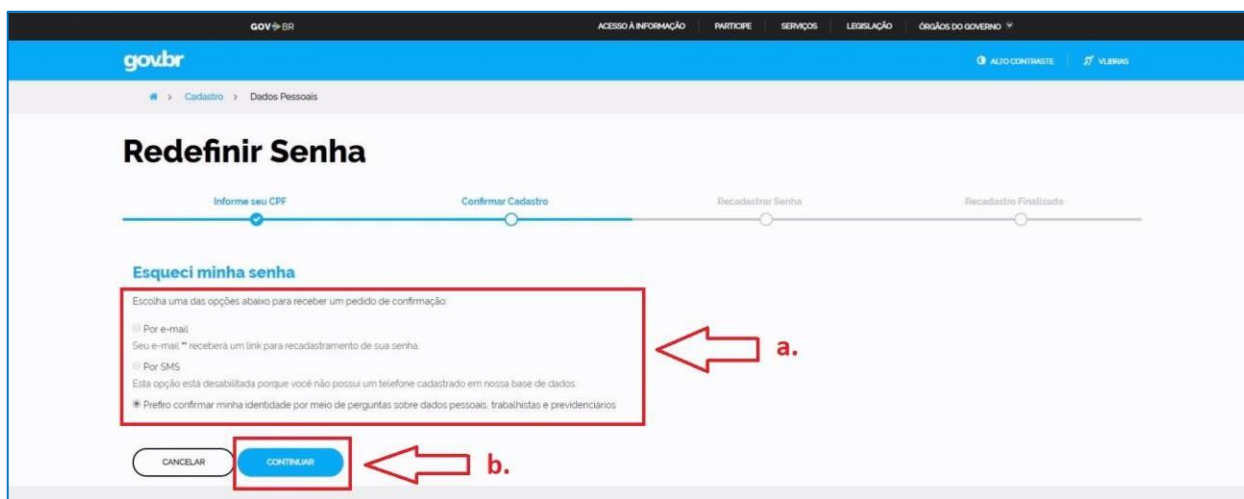 GOV BR ACESSO À INFORMAÇÃO PARTICIPE SERVIÇOS LEGISLAÇÃO ÓRGÃOS DO GOVERNO
gov.br ALTO CONTRASTE VLIBRAS
> Cadastro > Dados Pessoais
Redefinir Senha
Informe seu CPF Confirmar Cadastro Recadastrar Senha Recadastro Finalizado
Esqueci minha senha
Escolha uma das opções abaixo para receber um pedido de confirmação:
Por e-mail
Seu e-mail ** receberá um link para recadastramento de sua senha.
Por SMS
Esta opção está desabilitada porque você não possui um telefone cadastrado em nossa base de dados.
Prefiro confirmar minha identidade por meio de perguntas sobre dados pessoais, trabalhistas e previdenciários
a.
CANCELAR CONTINUAR b.